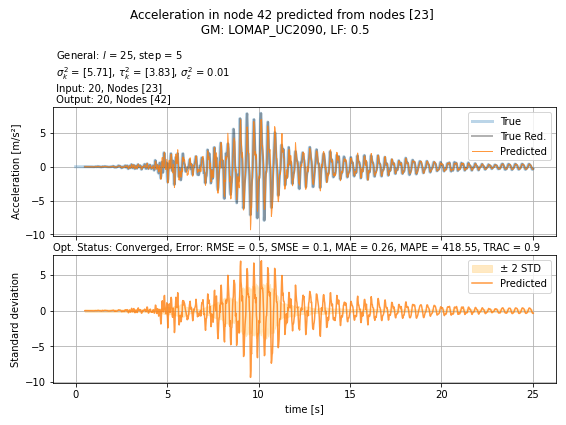 Acceleration in node 42 predicted from nodes [23]
GM: LOMAP_UC2090, LF: 0.5
General: l = 25, step = 5
σ²ₖ = [5.71], τ²ₖ = [3.83], σ²ε = 0.01
Input: 20, Nodes [23]
Output: 20, Nodes [42]
Acceleration [m/s²]
5
0
−5
−10
True
True Red.
Predicted
Opt. Status: Converged, Error: RMSE = 0.5, SMSE = 0.1, MAE = 0.26, MAPE = 418.55, TRAC = 0.9
Standard deviation
5
0
−5
−10
± 2 STD
Predicted
0 5 10 15 20 25
time [s]